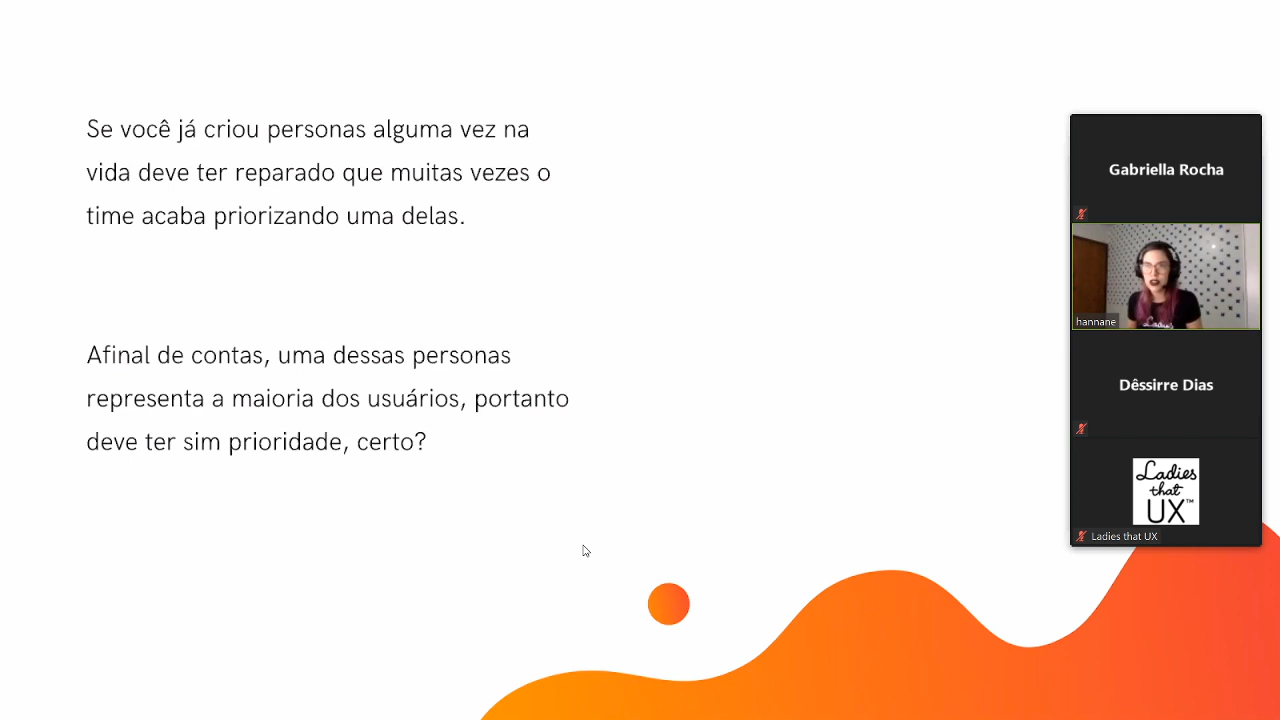 Se você já criou personas alguma vez na
vida deve ter reparado que muitas vezes o
time acaba priorizando uma delas.
Afinal de contas, uma dessas personas
representa a maioria dos usuários, portanto
deve ter sim prioridade, certo?
Gabriella Rocha
hannane
Dêssirre Dias
Ladies
that
UX™
Ladies that UX